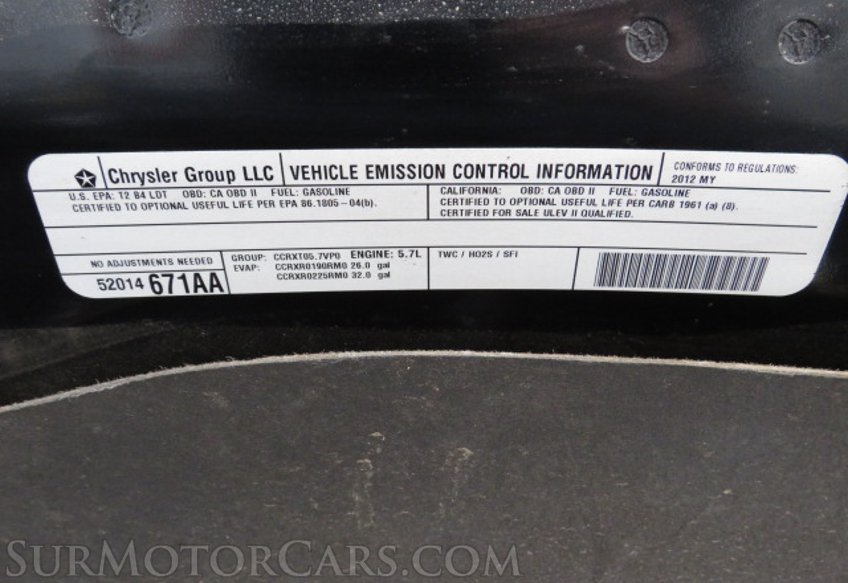 Chrysler Group LLC VEHICLE EMISSION CONTROL INFORMATION CONFORMS TO REGULATIONS:
2012 MY
U.S. EPA: T2 B4 LDT OBD: CA OBD II FUEL: GASOLINE
CERTIFIED TO OPTIONAL USEFUL LIFE PER EPA 86.1805-04(b).
CALIFORNIA: OBD: CA OBD II FUEL: GASOLINE
CERTIFIED TO OPTIONAL USEFUL LIFE PER CARB 1961 (a) (8).
CERTIFIED FOR SALE ULEV II QUALIFIED.
NO ADJUSTMENTS NEEDED
52014 671AA
GROUP: CCRXT05.7VP0 ENGINE: 5.7L
EVAP: CCRXR0190RM0 26.0 gal
CCRXR0225RM0 32.0 gal
TWC / HO2S / SFI
SurMotorCars.com